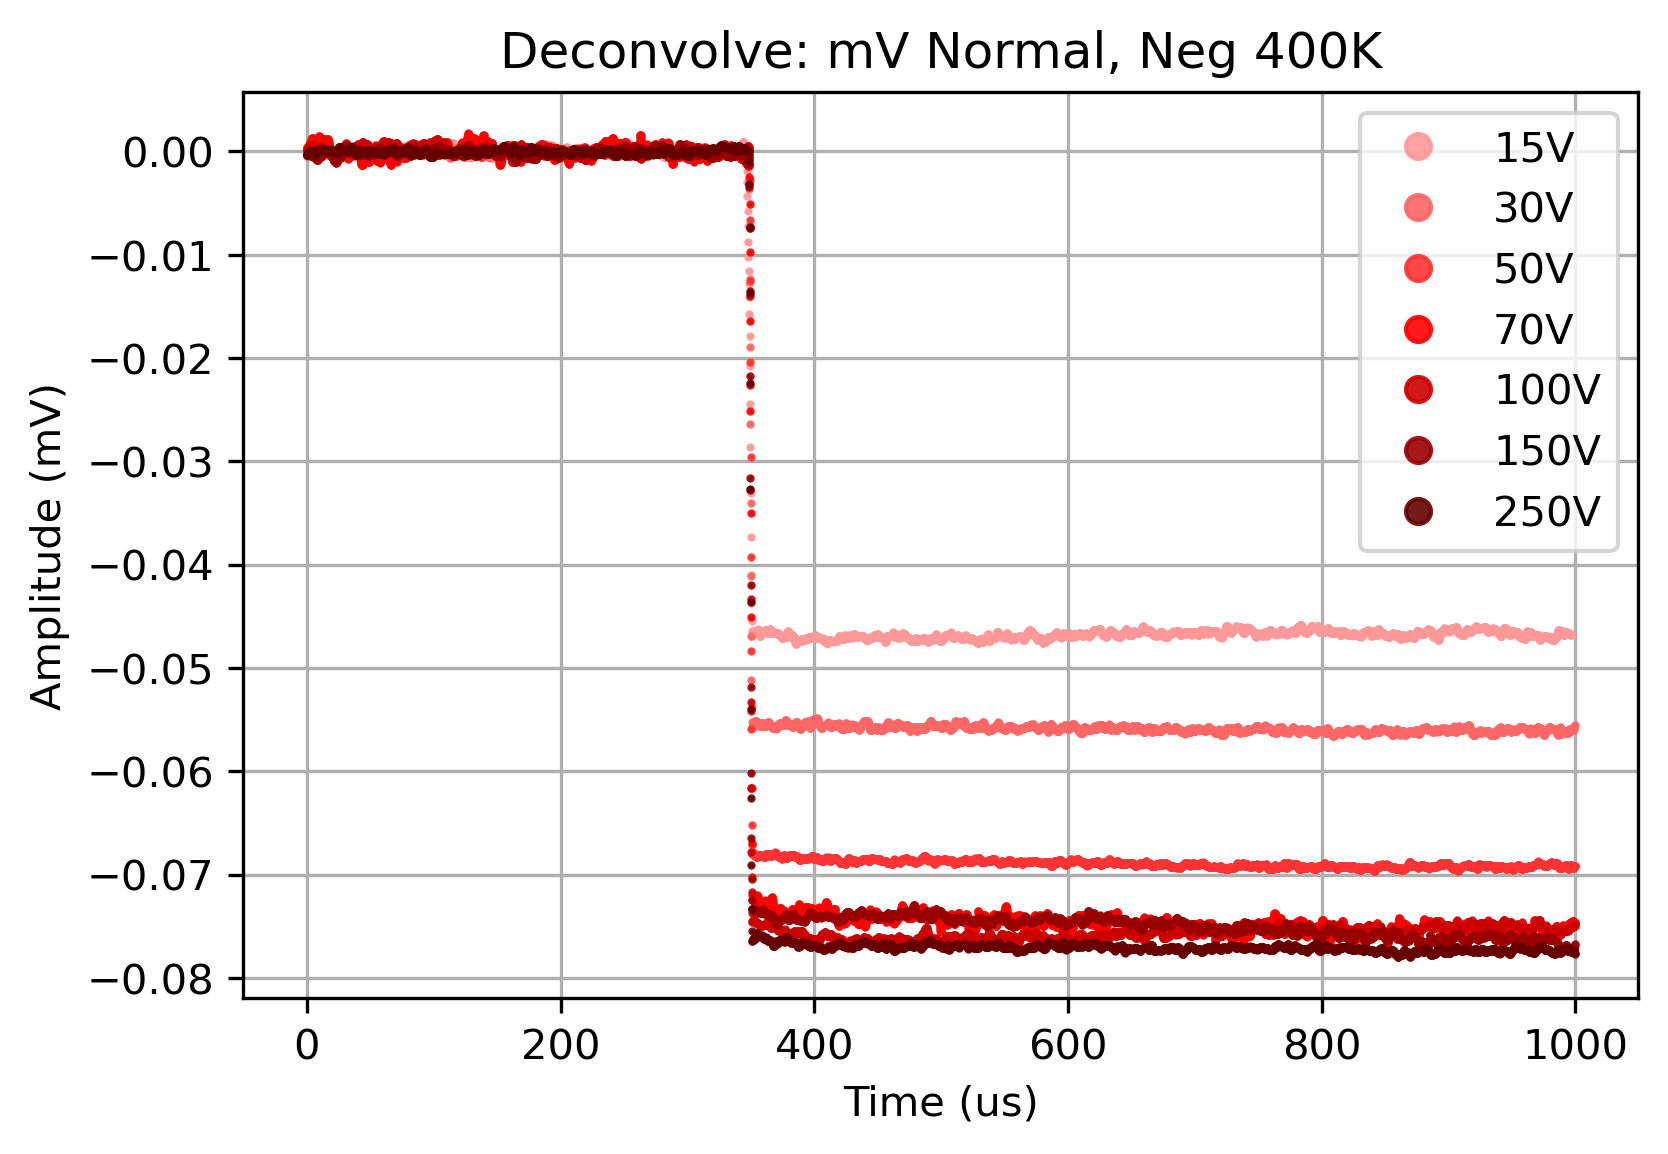 Deconvolve: mV Normal, Neg 400K
0.00
−0.01
−0.02
−0.03
−0.04
−0.05
−0.06
−0.07
−0.08
Amplitude (mV)
15V
30V
50V
70V
100V
150V
250V
0 200 400 600 800 1000
Time (us)